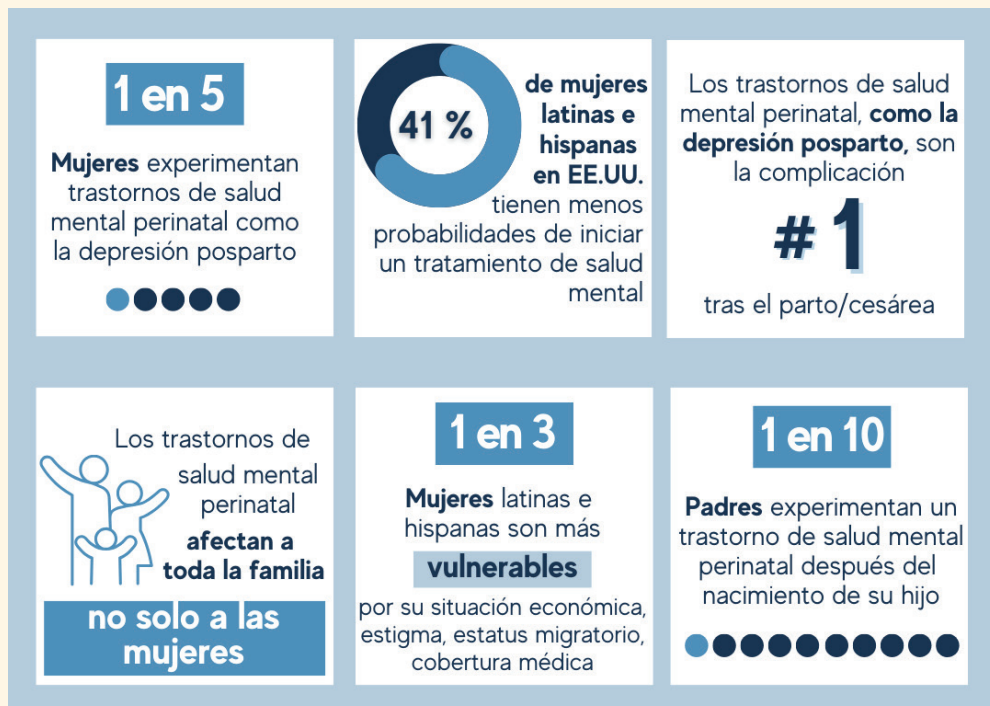 1 en 5
Mujeres experimentan
trastornos de salud
mental perinatal como
la depresión posparto
41 %
de mujeres
latinas e
hispanas
en EE.UU.
tienen menos
probabilidades de iniciar
un tratamiento de salud
mental
Los trastornos de salud
mental perinatal, como la
depresión posparto, son
la complicación
# 1
tras el parto/cesárea
Los trastornos de
salud mental
perinatal
afectan a
toda la familia
no solo a las
mujeres
1 en 3
Mujeres latinas e
hispanas son más
vulnerables
por su situación económica,
estigma, estatus migratorio,
cobertura médica
1 en 10
Padres experimentan un
trastorno de salud mental
perinatal después del
nacimiento de su hijo